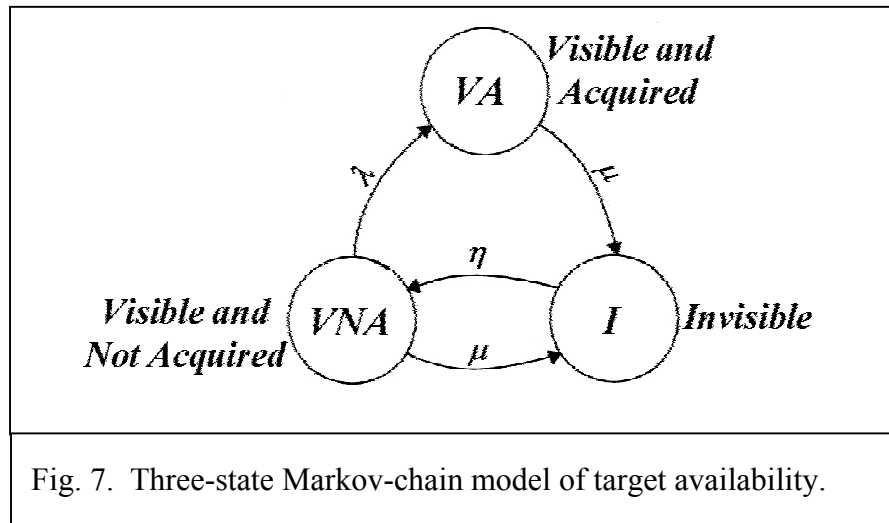 Visible and
Acquired
VA
λ
μ
η
Visible and
Not Acquired
VNA
I
Invisible
μ
Fig. 7. Three-state Markov-chain model of target availability.